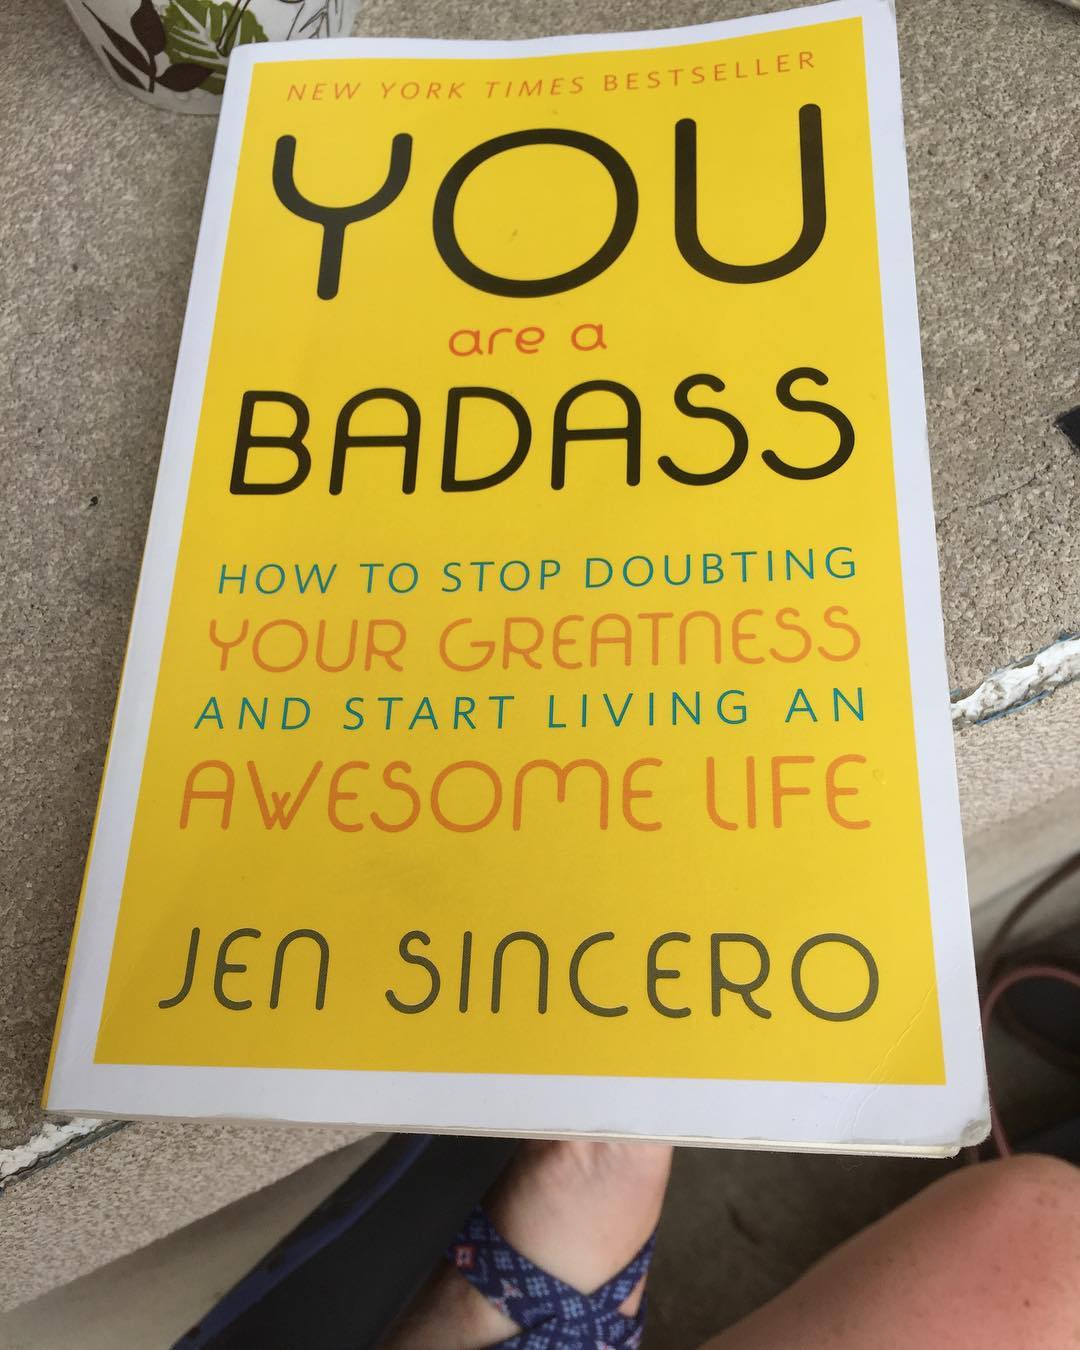 NEW YORK TIMES BESTSELLER
YOU
are a
BADASS
HOW TO STOP DOUBTING
YOUR GREATNESS
AND START LIVING AN
AWESOME LIFE
JEN SINCERO